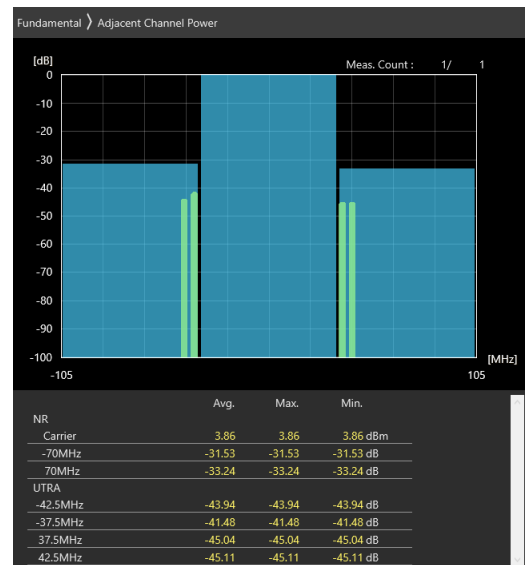 Fundamental ⟩ Adjacent Channel Power
[dB]
Meas. Count : 1/ 1
0
-10
-20
-30
-40
-50
-60
-70
-80
-90
-100
[MHz]
-105 105
Avg. Max. Min.
NR
Carrier 3.86 3.86 3.86 dBm
-70MHz -31.53 -31.53 -31.53 dB
70MHz -33.24 -33.24 -33.24 dB
UTRA
-42.5MHz -43.94 -43.94 -43.94 dB
-37.5MHz -41.48 -41.48 -41.48 dB
37.5MHz -45.04 -45.04 -45.04 dB
42.5MHz -45.11 -45.11 -45.11 dB